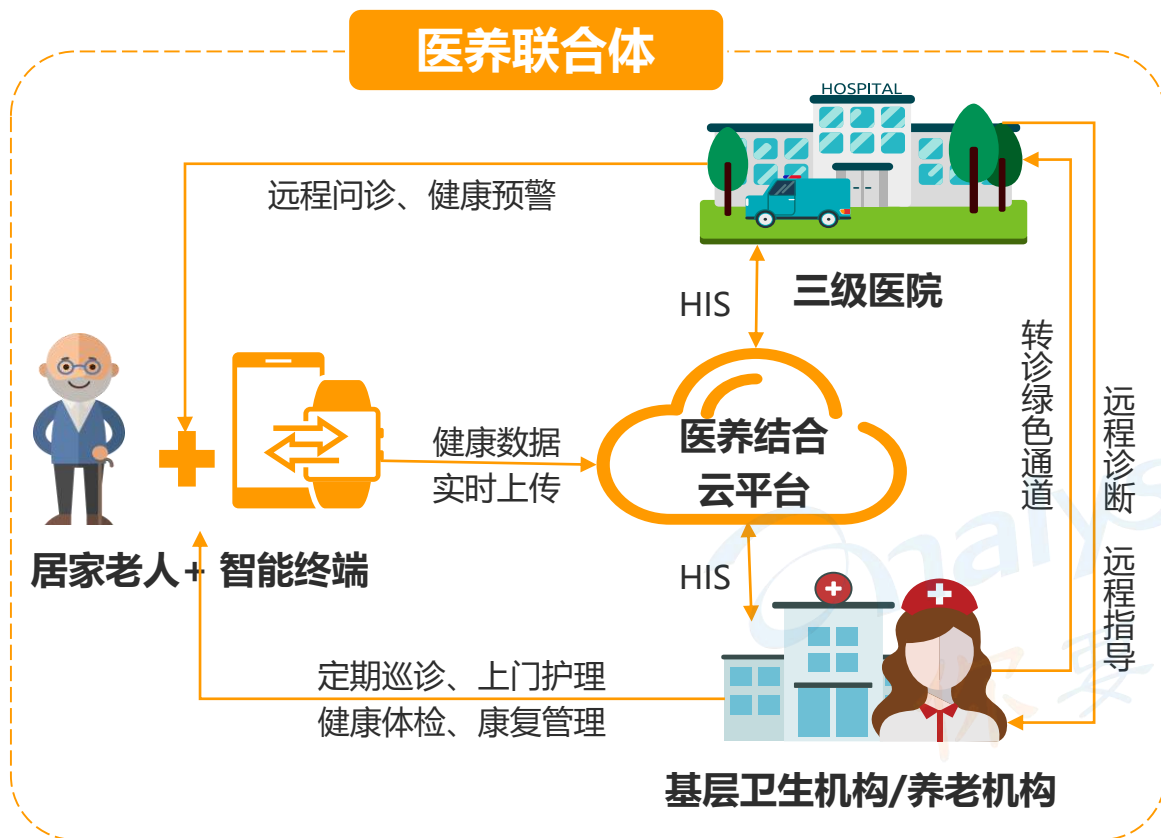 医养联合体
HOSPITAL
远程问诊、健康预警
三级医院
HIS
转诊绿色通道
远程诊断 远程指导
健康数据
实时上传
医养结合
云平台
居家老人+ 智能终端
HIS
定期巡诊、上门护理
健康体检、康复管理
基层卫生机构/养老机构